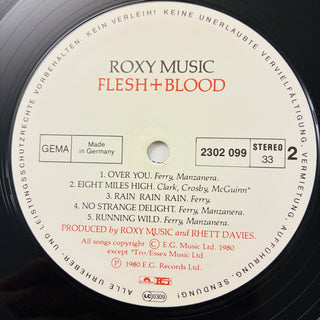 ALLE URHEBER- UND LEISTUNGSSCHUTZRECHTE VORBEHALTEN. KEIN VERLEIH! KEINE UNERLAUBTE VERVIELFÄLTIGUNG, VERMIETUNG, AUFFÜHRUNG, SENDUNG!
ROXY MUSIC
FLESH+BLOOD
GEMA
Made in Germany
2302 099
STEREO
33
2
1. OVER YOU. Ferry, Manzanera.
2. EIGHT MILES HIGH. Clark, Crosby, McGuinn*
3. RAIN RAIN RAIN. Ferry.
4. NO STRANGE DELIGHT. Ferry, Manzanera.
5. RUNNING WILD. Ferry, Manzanera.
PRODUCED by ROXY MUSIC and RHETT DAVIES.
All songs copyright © E.G. Music Ltd. 1980
except *Tro/Essex Music Ltd.
℗ 1980 E.G. Records Ltd.
LC 0309